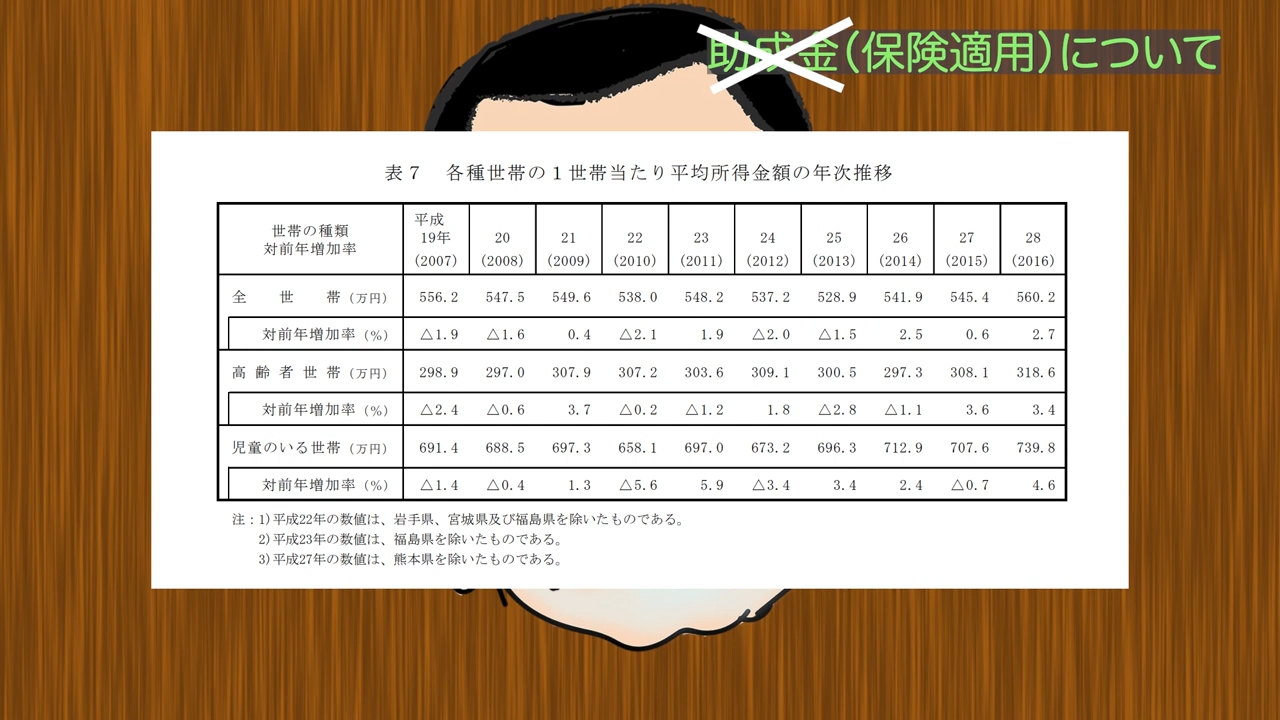 助成金(保険適用)について
表7 各種世帯の1世帯当たり平均所得金額の年次推移
世帯の種類 対前年増加率 平成19年(2007) 20(2008) 21(2009) 22(2010) 23(2011) 24(2012) 25(2013) 26(2014) 27(2015) 28(2016)
全世帯(万円) 556.2 547.5 549.6 538.0 548.2 537.2 528.9 541.9 545.4 560.2
対前年増加率(%) △1.9 △1.6 0.4 △2.1 1.9 △2.0 △1.5 2.5 0.6 2.7
高齢者世帯(万円) 298.9 297.0 307.9 307.2 303.6 309.1 300.5 297.3 308.1 318.6
対前年増加率(%) △2.4 △0.6 3.7 △0.2 △1.2 1.8 △2.8 △1.1 3.6 3.4
児童のいる世帯(万円) 691.4 688.5 697.3 658.1 697.0 673.2 696.3 712.9 707.6 739.8
対前年増加率(%) △1.4 △0.4 1.3 △5.6 5.9 △3.4 3.4 2.4 △0.7 4.6
注:1)平成22年の数値は、岩手県、宮城県及び福島県を除いたものである。
2)平成23年の数値は、福島県を除いたものである。
3)平成27年の数値は、熊本県を除いたものである。